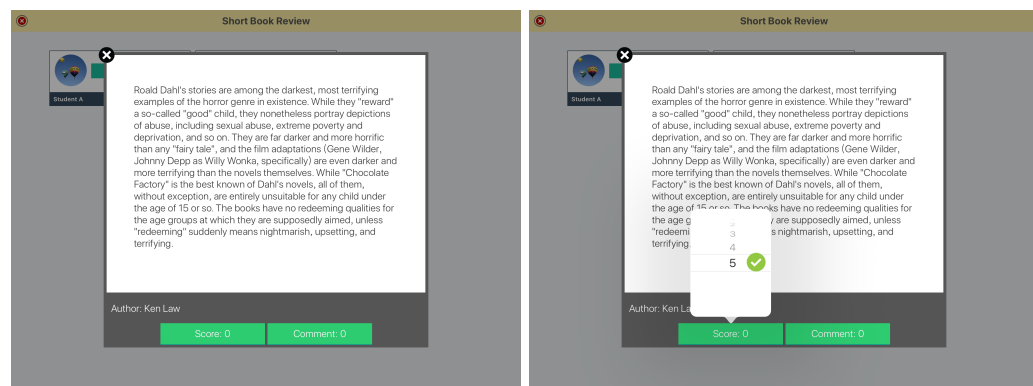 Short Book Review
Student A
Roald Dahl's stories are among the darkest, most terrifying
examples of the horror genre in existence. While they "reward"
a so-called "good" child, they nonetheless portray depictions
of abuse, including sexual abuse, extreme poverty and
deprivation, and so on. They are far darker and more horrific
than any "fairy tale", and the film adaptations (Gene Wilder,
Johnny Depp as Willy Wonka, specifically) are even darker and
more terrifying than the novels themselves. While "Chocolate
Factory" is the best known of Dahl's novels, all of them,
without exception, are entirely unsuitable for any child under
the age of 15 or so. The books have no redeeming qualities for
the age groups at which they are supposedly aimed, unless
"redeeming" suddenly means nightmarish, upsetting, and
terrifying.
Author: Ken Law
Score: 0 Comment: 0
Short Book Review
Student A
Roald Dahl's stories are among the darkest, most terrifying
examples of the horror genre in existence. While they "reward"
a so-called "good" child, they nonetheless portray depictions
of abuse, including sexual abuse, extreme poverty and
deprivation, and so on. They are far darker and more horrific
than any "fairy tale", and the film adaptations (Gene Wilder,
Johnny Depp as Willy Wonka, specifically) are even darker and
more terrifying than the novels themselves. While "Chocolate
Factory" is the best known of Dahl's novels, all of them,
without exception, are entirely unsuitable for any child under
the age of 15 or so. The books have no redeeming qualities for
the age g y are supposedly aimed, unless
"redeemi s nightmarish, upsetting, and
terrifying
2
3
4
5
Author: Ken La
Score: 0 Comment: 0